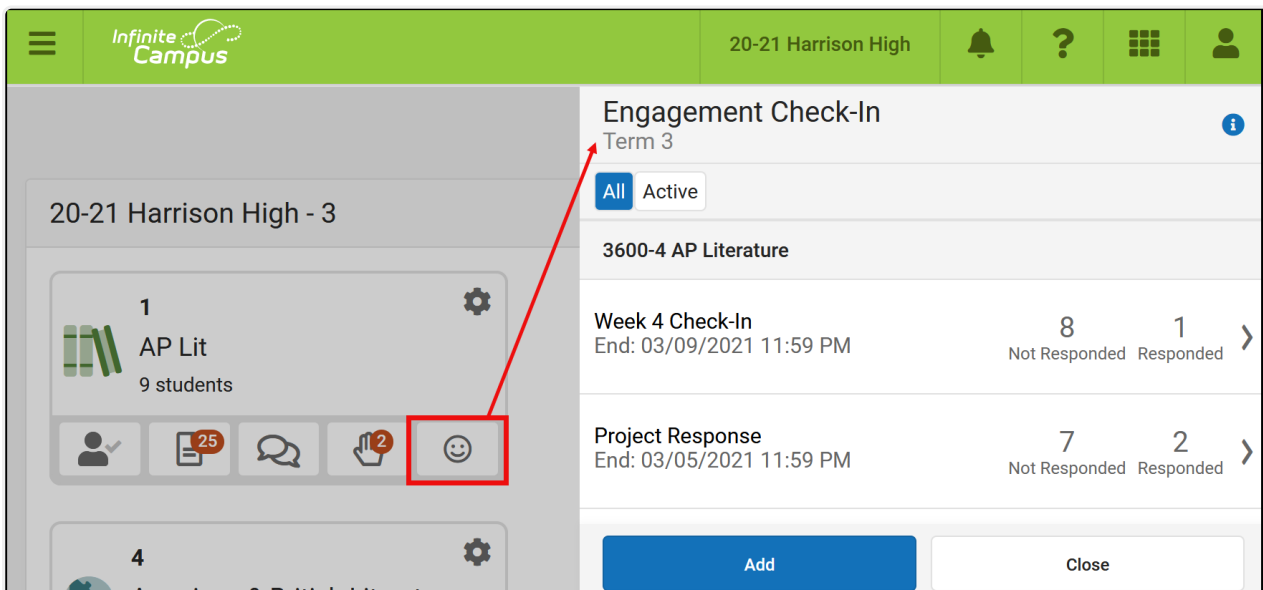 Infinite
Campus
20-21 Harrison High
?
Engagement Check-In
Term 3
All Active
20-21 Harrison High - 3
3600-4 AP Literature
1
AP Lit
9 students
25
2
Week 4 Check-In
End: 03/09/2021 11:59 PM
8 1
Not Responded Responded
Project Response
End: 03/05/2021 11:59 PM
7 2
Not Responded Responded
4
Add Close